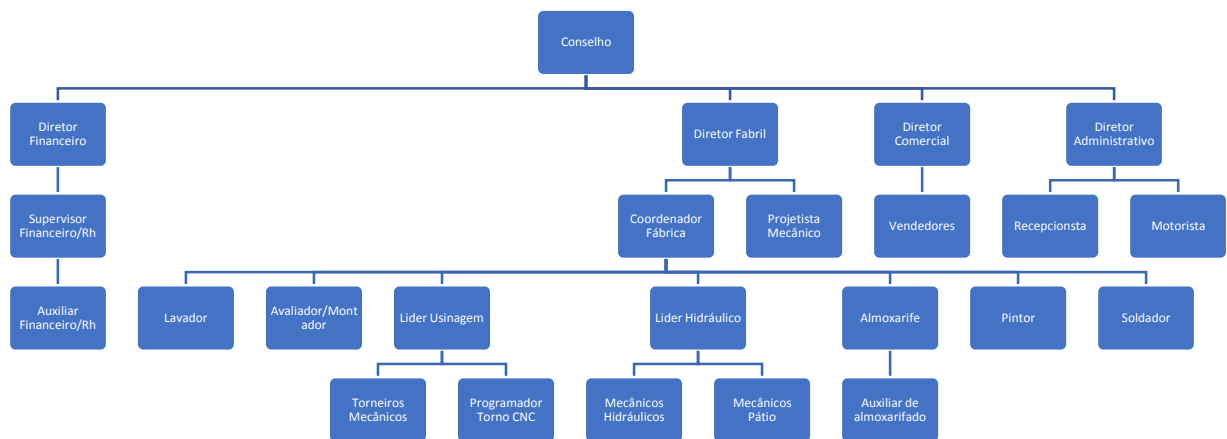 Conselho
Diretor
Financeiro
Diretor Fabril
Diretor
Comercial
Diretor
Administrativo
Supervisor
Financeiro/Rh
Coordenador
Fábrica
Projetista
Mecânico
Vendedores
Recepcionsta
Motorista
Auxiliar
Financeiro/Rh
Lavador
Avaliador/Mont
ador
Lider Usinagem
Lider Hidráulico
Almoxarife
Pintor
Soldador
Torneiros
Mecânicos
Programador
Torno CNC
Mecânicos
Hidráulicos
Mecânicos
Pátio
Auxiliar de
almoxarifado